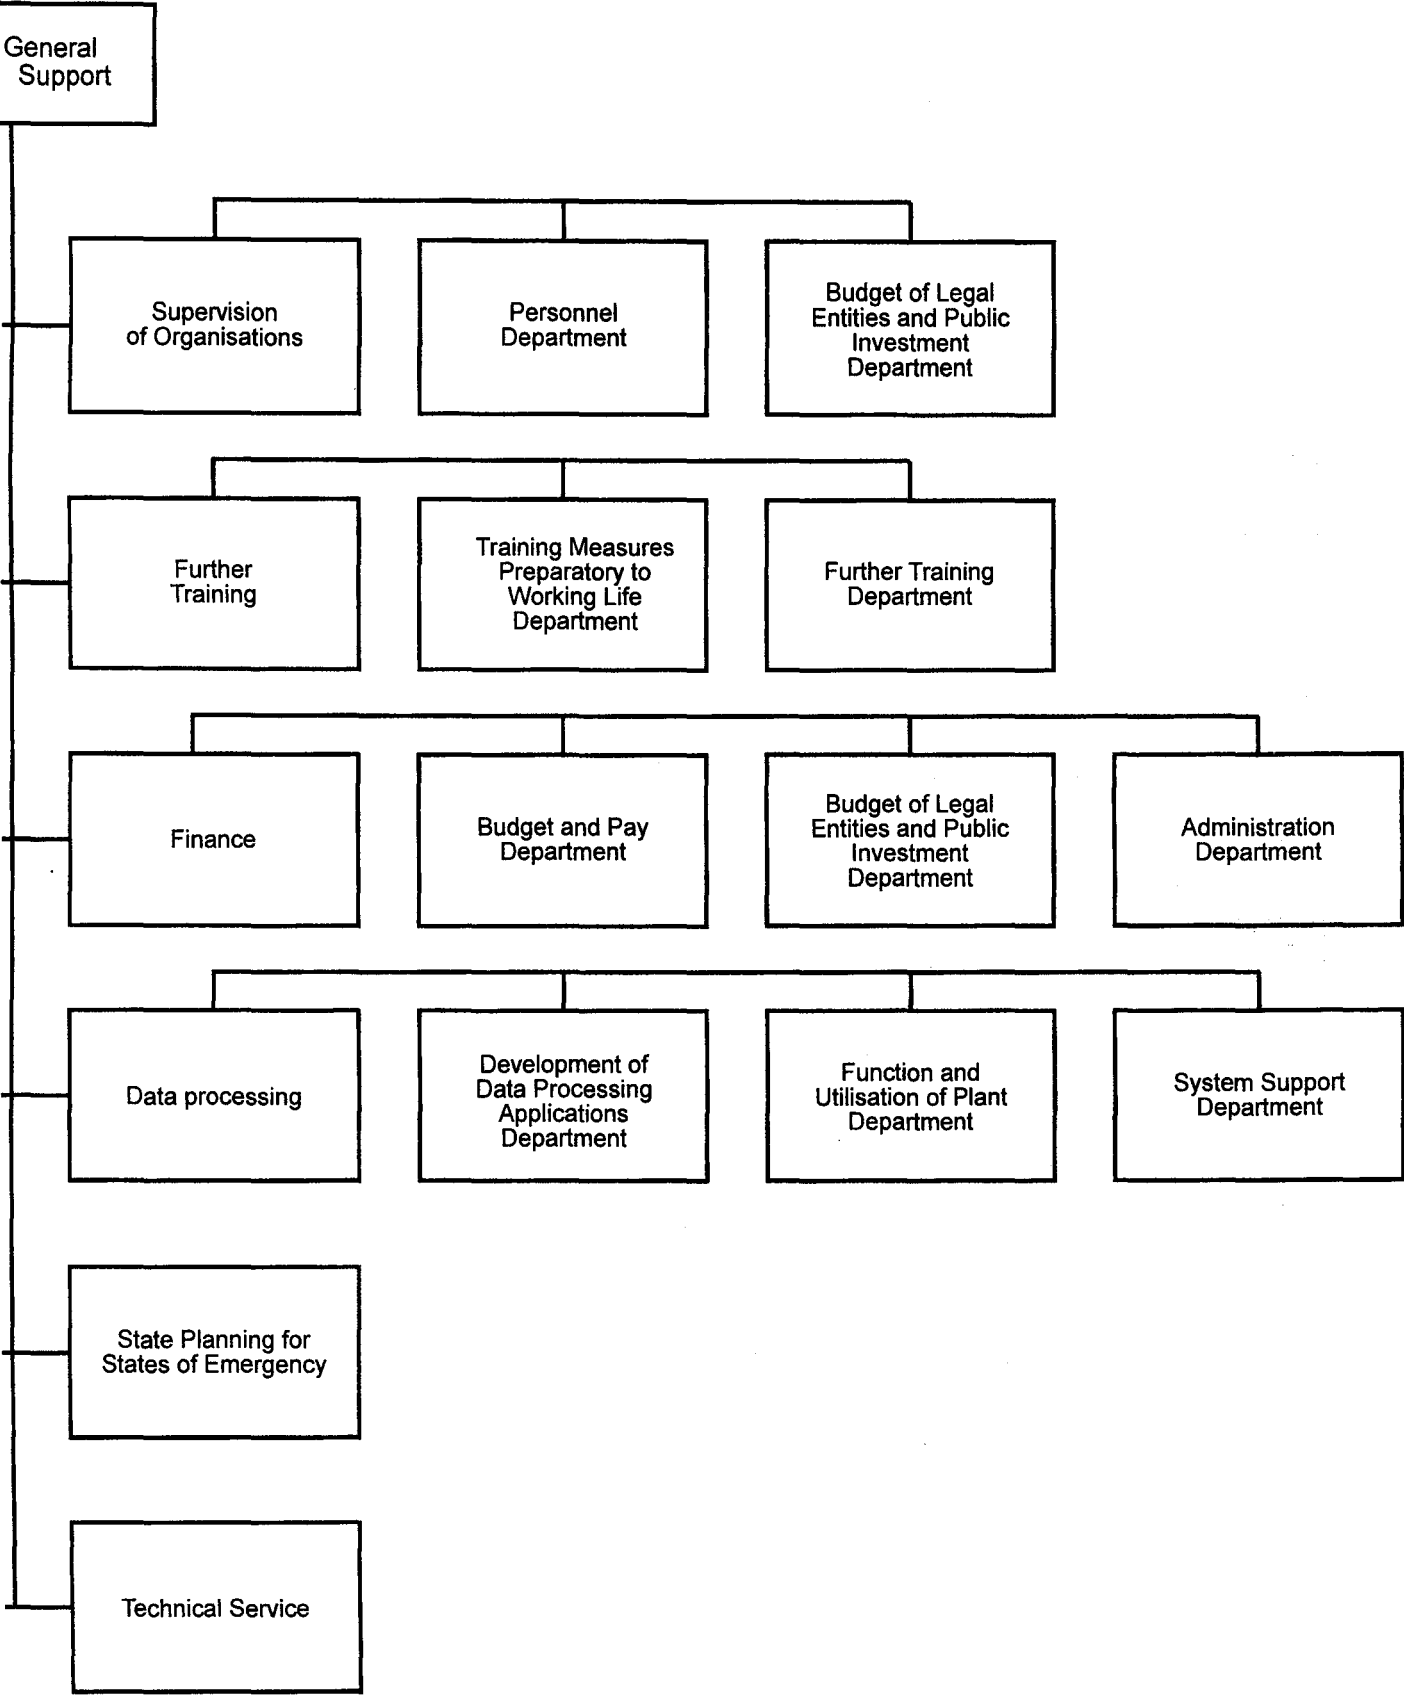 General
Support
Supervision
of Organisations
Personnel
Department
Budget of Legal
Entities and Public
Investment
Department
Further
Training
Training Measures
Preparatory to
Working Life
Department
Further Training
Department
Finance
Budget and Pay
Department
Budget of Legal
Entities and Public
Investment
Department
Administration
Department
Data processing
Development of
Data Processing
Applications
Department
Function and
Utilisation of Plant
Department
System Support
Department
State Planning for
States of Emergency
Technical Service